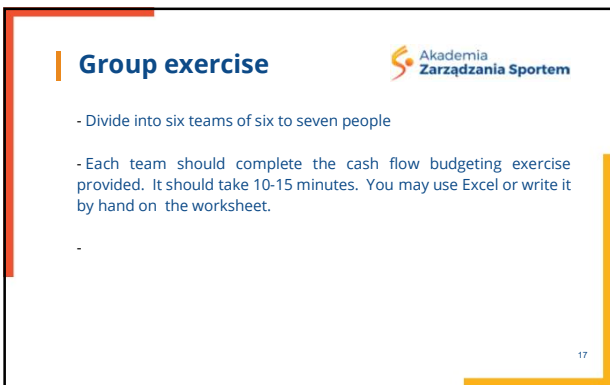 Group exercise
Akademia
Zarządzania Sportem
- Divide into six teams of six to seven people
- Each team should complete the cash flow budgeting exercise
provided. It should take 10-15 minutes. You may use Excel or write it
by hand on the worksheet.
-
17